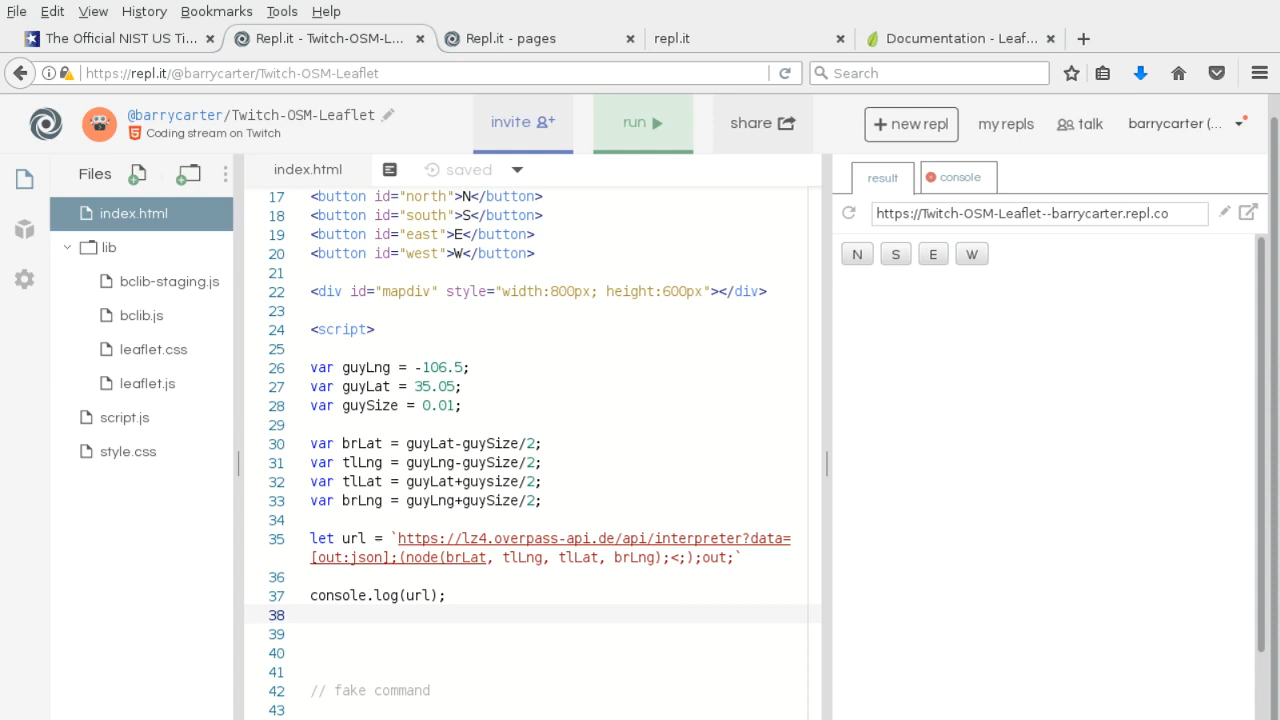 File Edit View History Bookmarks Tools Help
The Official NIST US Ti... × Repl.it - Twitch-OSM-L... × Repl.it - pages × repl.it × Documentation - Leaf... ×
https://repl.it/@barrycarter/Twitch-OSM-Leaflet Search
@barrycarter/Twitch-OSM-Leaflet
Coding stream on Twitch
invite run share + new repl my repls talk barrycarter (...
Files
index.html
lib
bclib-staging.js
bclib.js
leaflet.css
leaflet.js
script.js
style.css
index.html saved
17 <button id="north">N</button>
18 <button id="south">S</button>
19 <button id="east">E</button>
20 <button id="west">W</button>
21
22 <div id="mapdiv" style="width:800px; height:600px"></div>
23
24 <script>
25
26 var guyLng = -106.5;
27 var guyLat = 35.05;
28 var guySize = 0.01;
29
30 var brLat = guyLat-guySize/2;
31 var tlLng = guyLng-guySize/2;
32 var tlLat = guyLat+guysize/2;
33 var brLng = guyLng+guySize/2;
34
35 let url = `https://lz4.overpass-api.de/api/interpreter?data=
[out:json];(node(brLat, tlLng, tlLat, brLng);<;);out;`
36
37 console.log(url);
38
39
40
41
42 // fake command
43
result console
https://Twitch-OSM-Leaflet--barrycarter.repl.co
N S E W